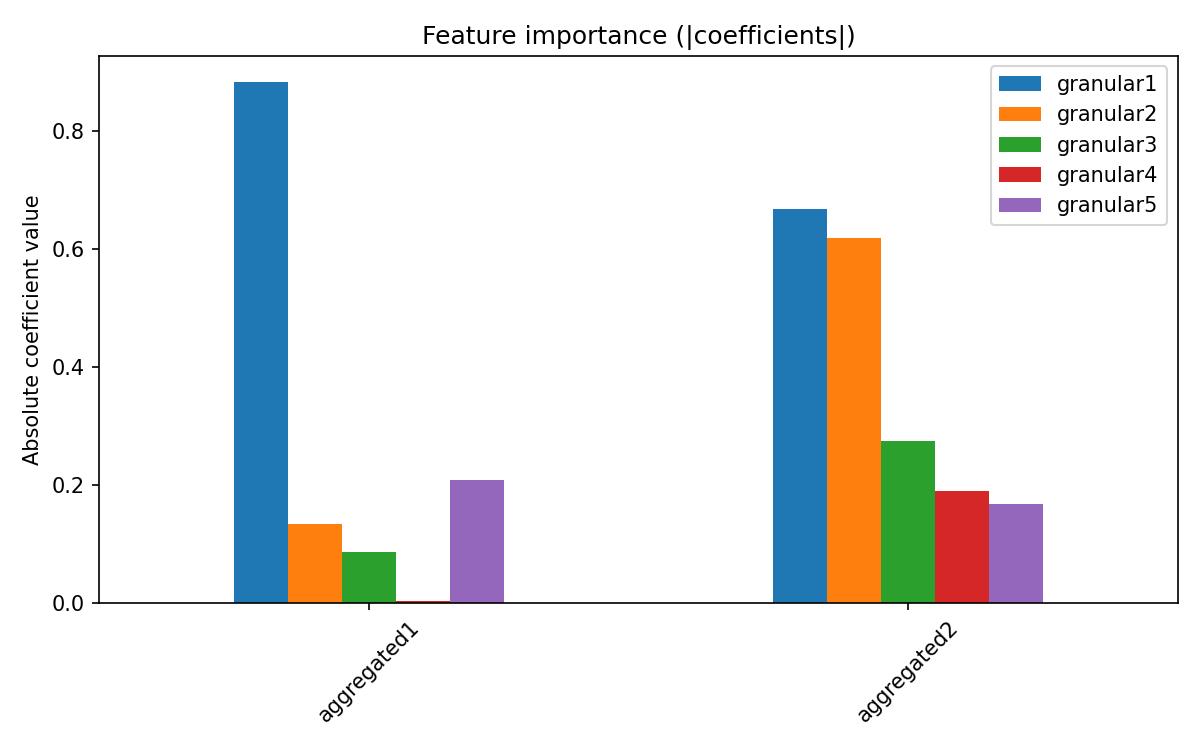 Feature importance (|coefficients|)
granular1
granular2
granular3
granular4
granular5
Absolute coefficient value
0.8
0.6
0.4
0.2
0.0
aggregated1
aggregated2